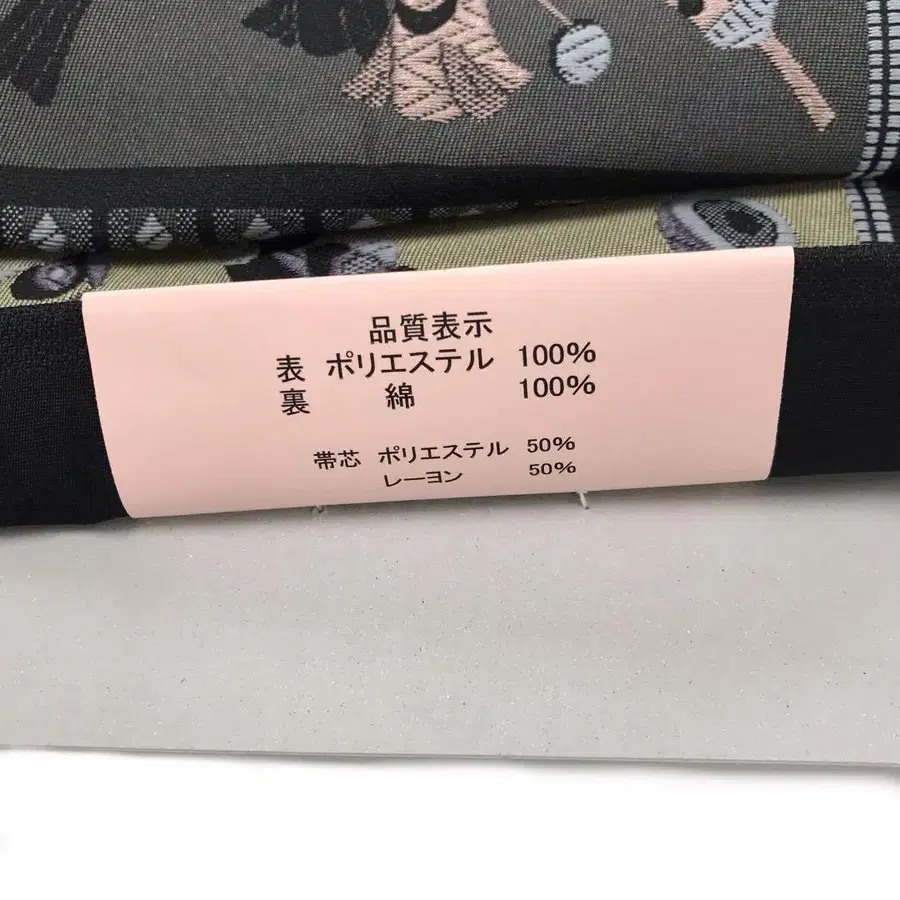 品質表示
表 ポリエステル 100%
裏 綿 100%
帯芯 ポリエステル 50%
レーヨン 50%